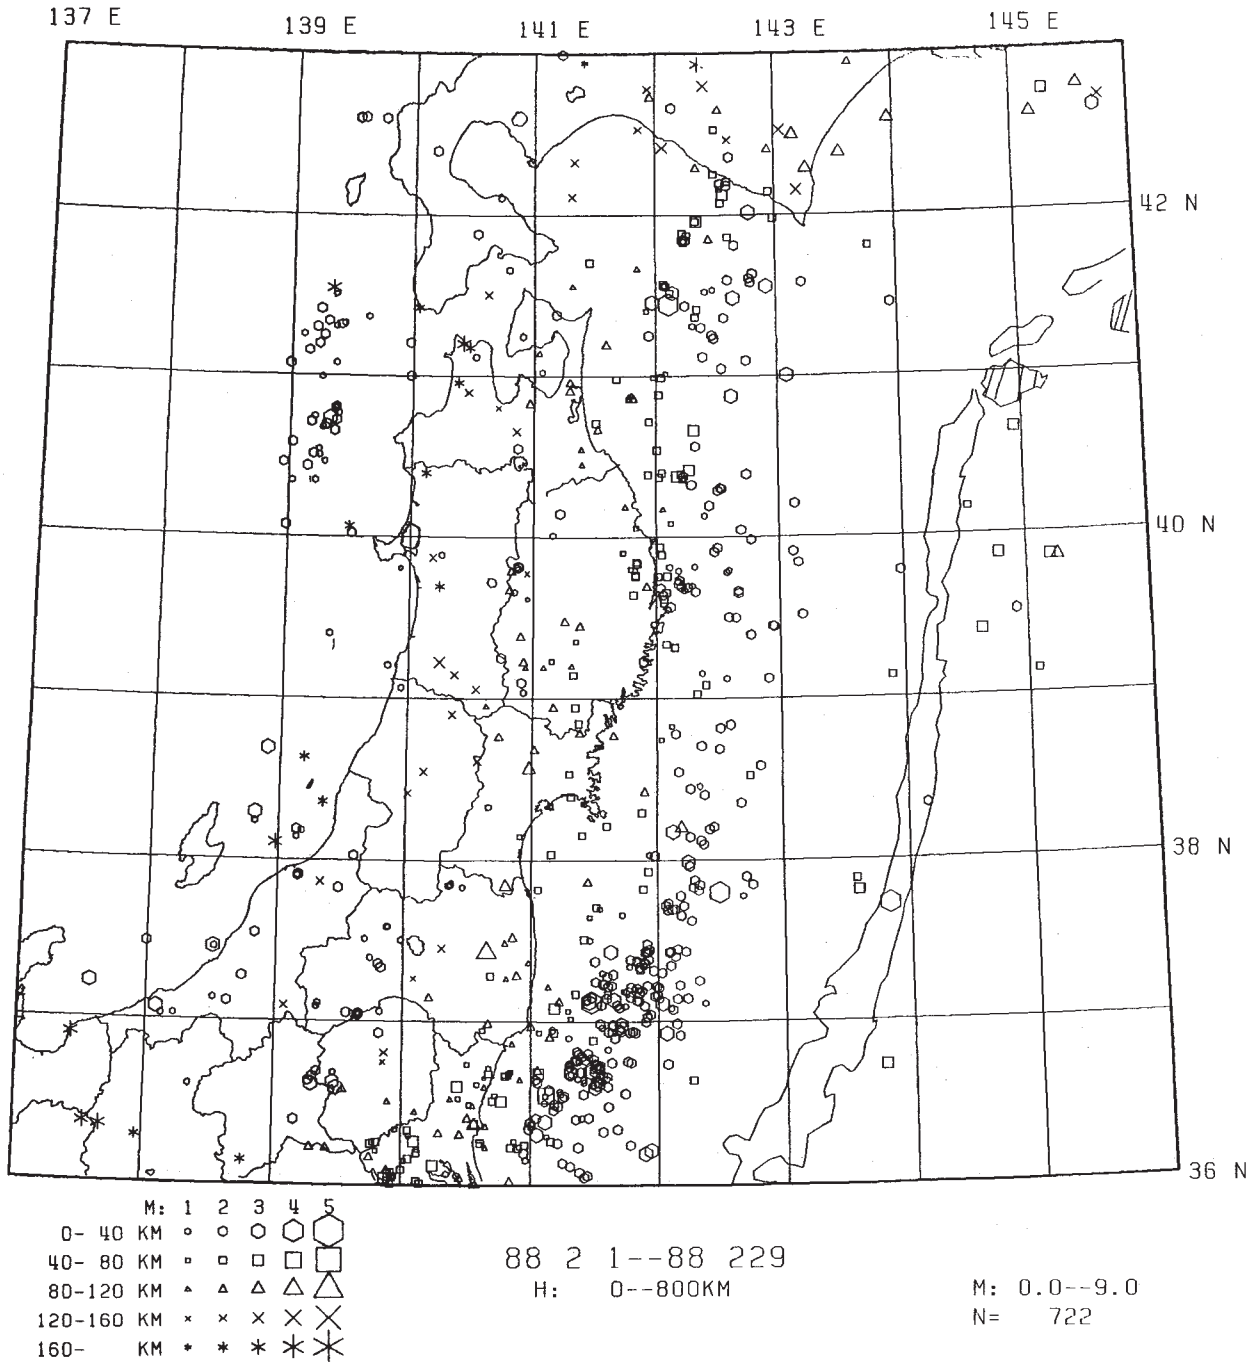 137 E 139 E 141 E 143 E 145 E
42 N
40 N
38 N
36 N
M: 1 2 3 4 5
0- 40 KM
40- 80 KM
80-120 KM
120-160 KM
160- KM
88 2 1--88 229
H: 0--800KM
M: 0.0--9.0
N= 722